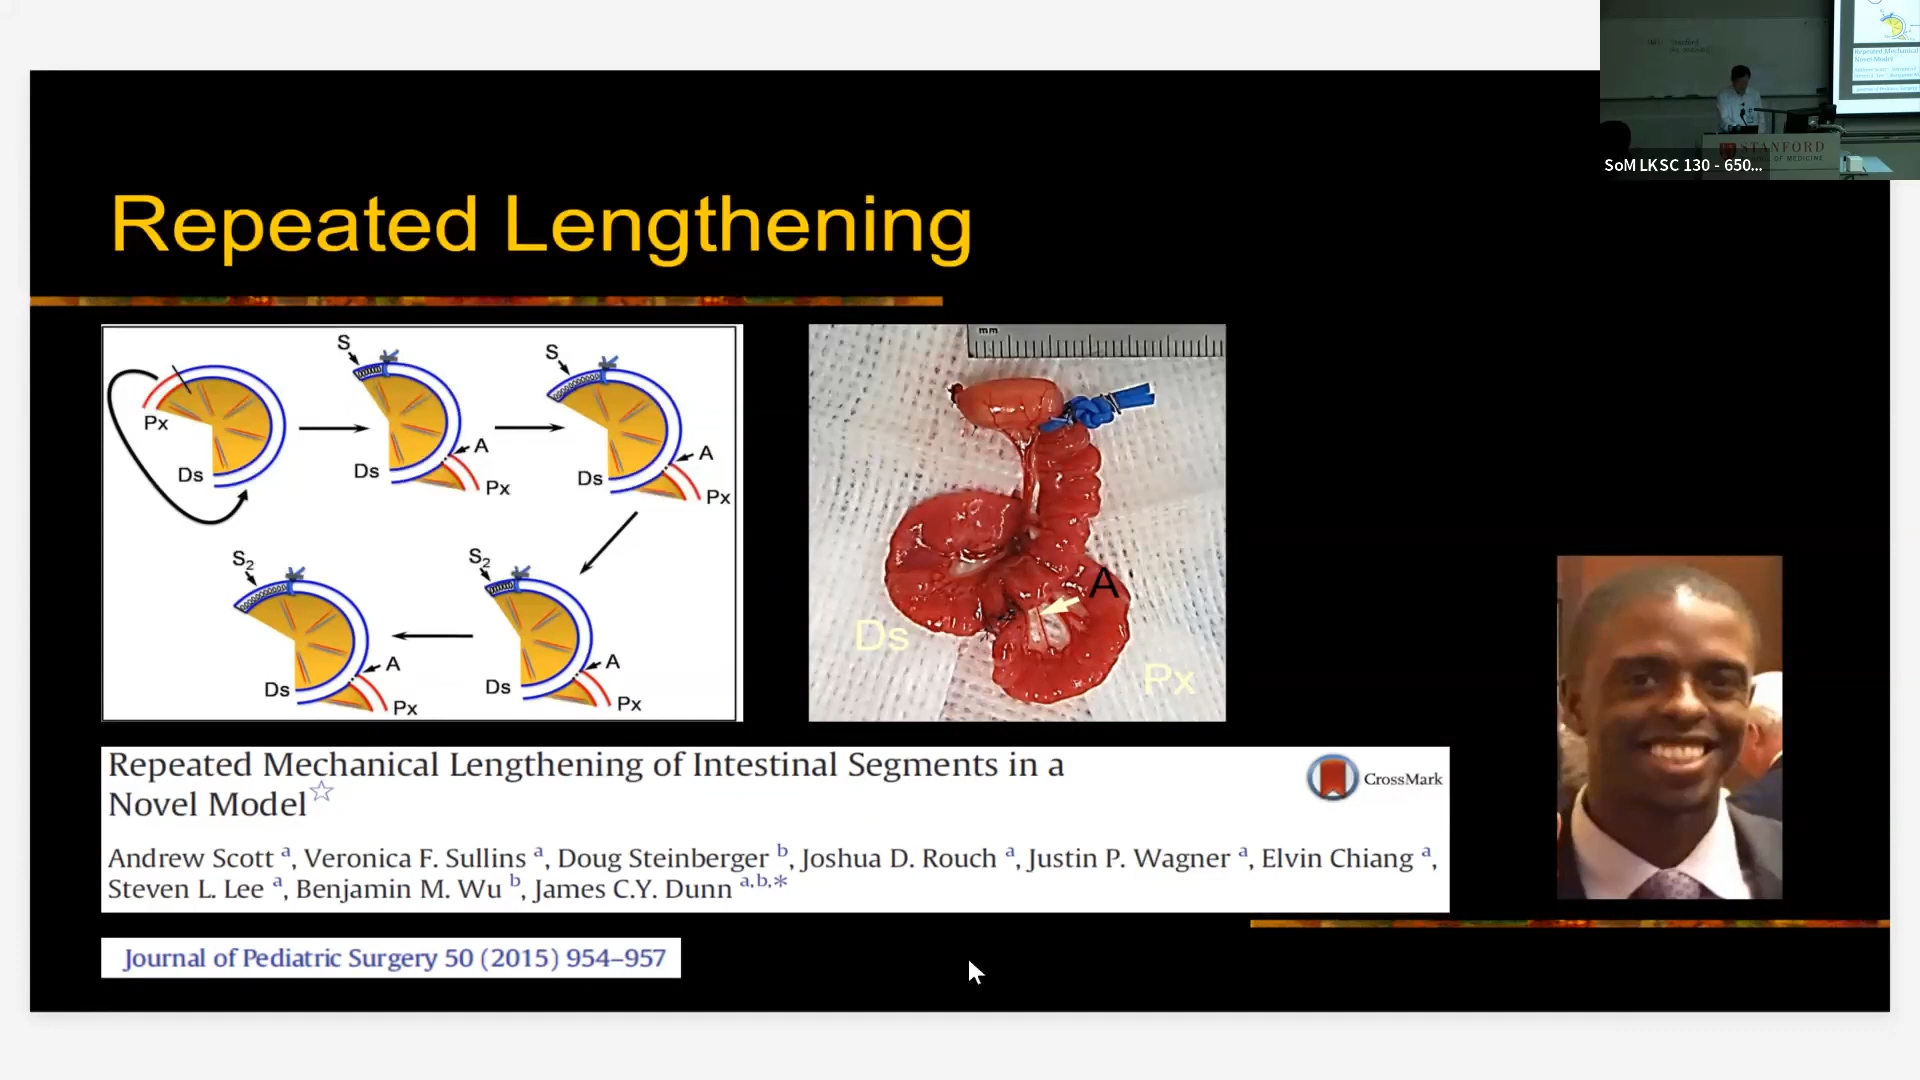 SoM LKSC 130 - 650...
STANFORD
Repeated Lengthening
S
Px
Ds
A
Ds
Px
S
A
Ds
Px
S2
A
Ds
Px
S2
A
Ds
Px
mm
A
Ds
Px
Repeated Mechanical Lengthening of Intestinal Segments in a
Novel Model☆
CrossMark
Andrew Scott a, Veronica F. Sullins a, Doug Steinberger b, Joshua D. Rouch a, Justin P. Wagner a, Elvin Chiang a,
Steven L. Lee a, Benjamin M. Wu b, James C.Y. Dunn a,b,*
Journal of Pediatric Surgery 50 (2015) 954–957